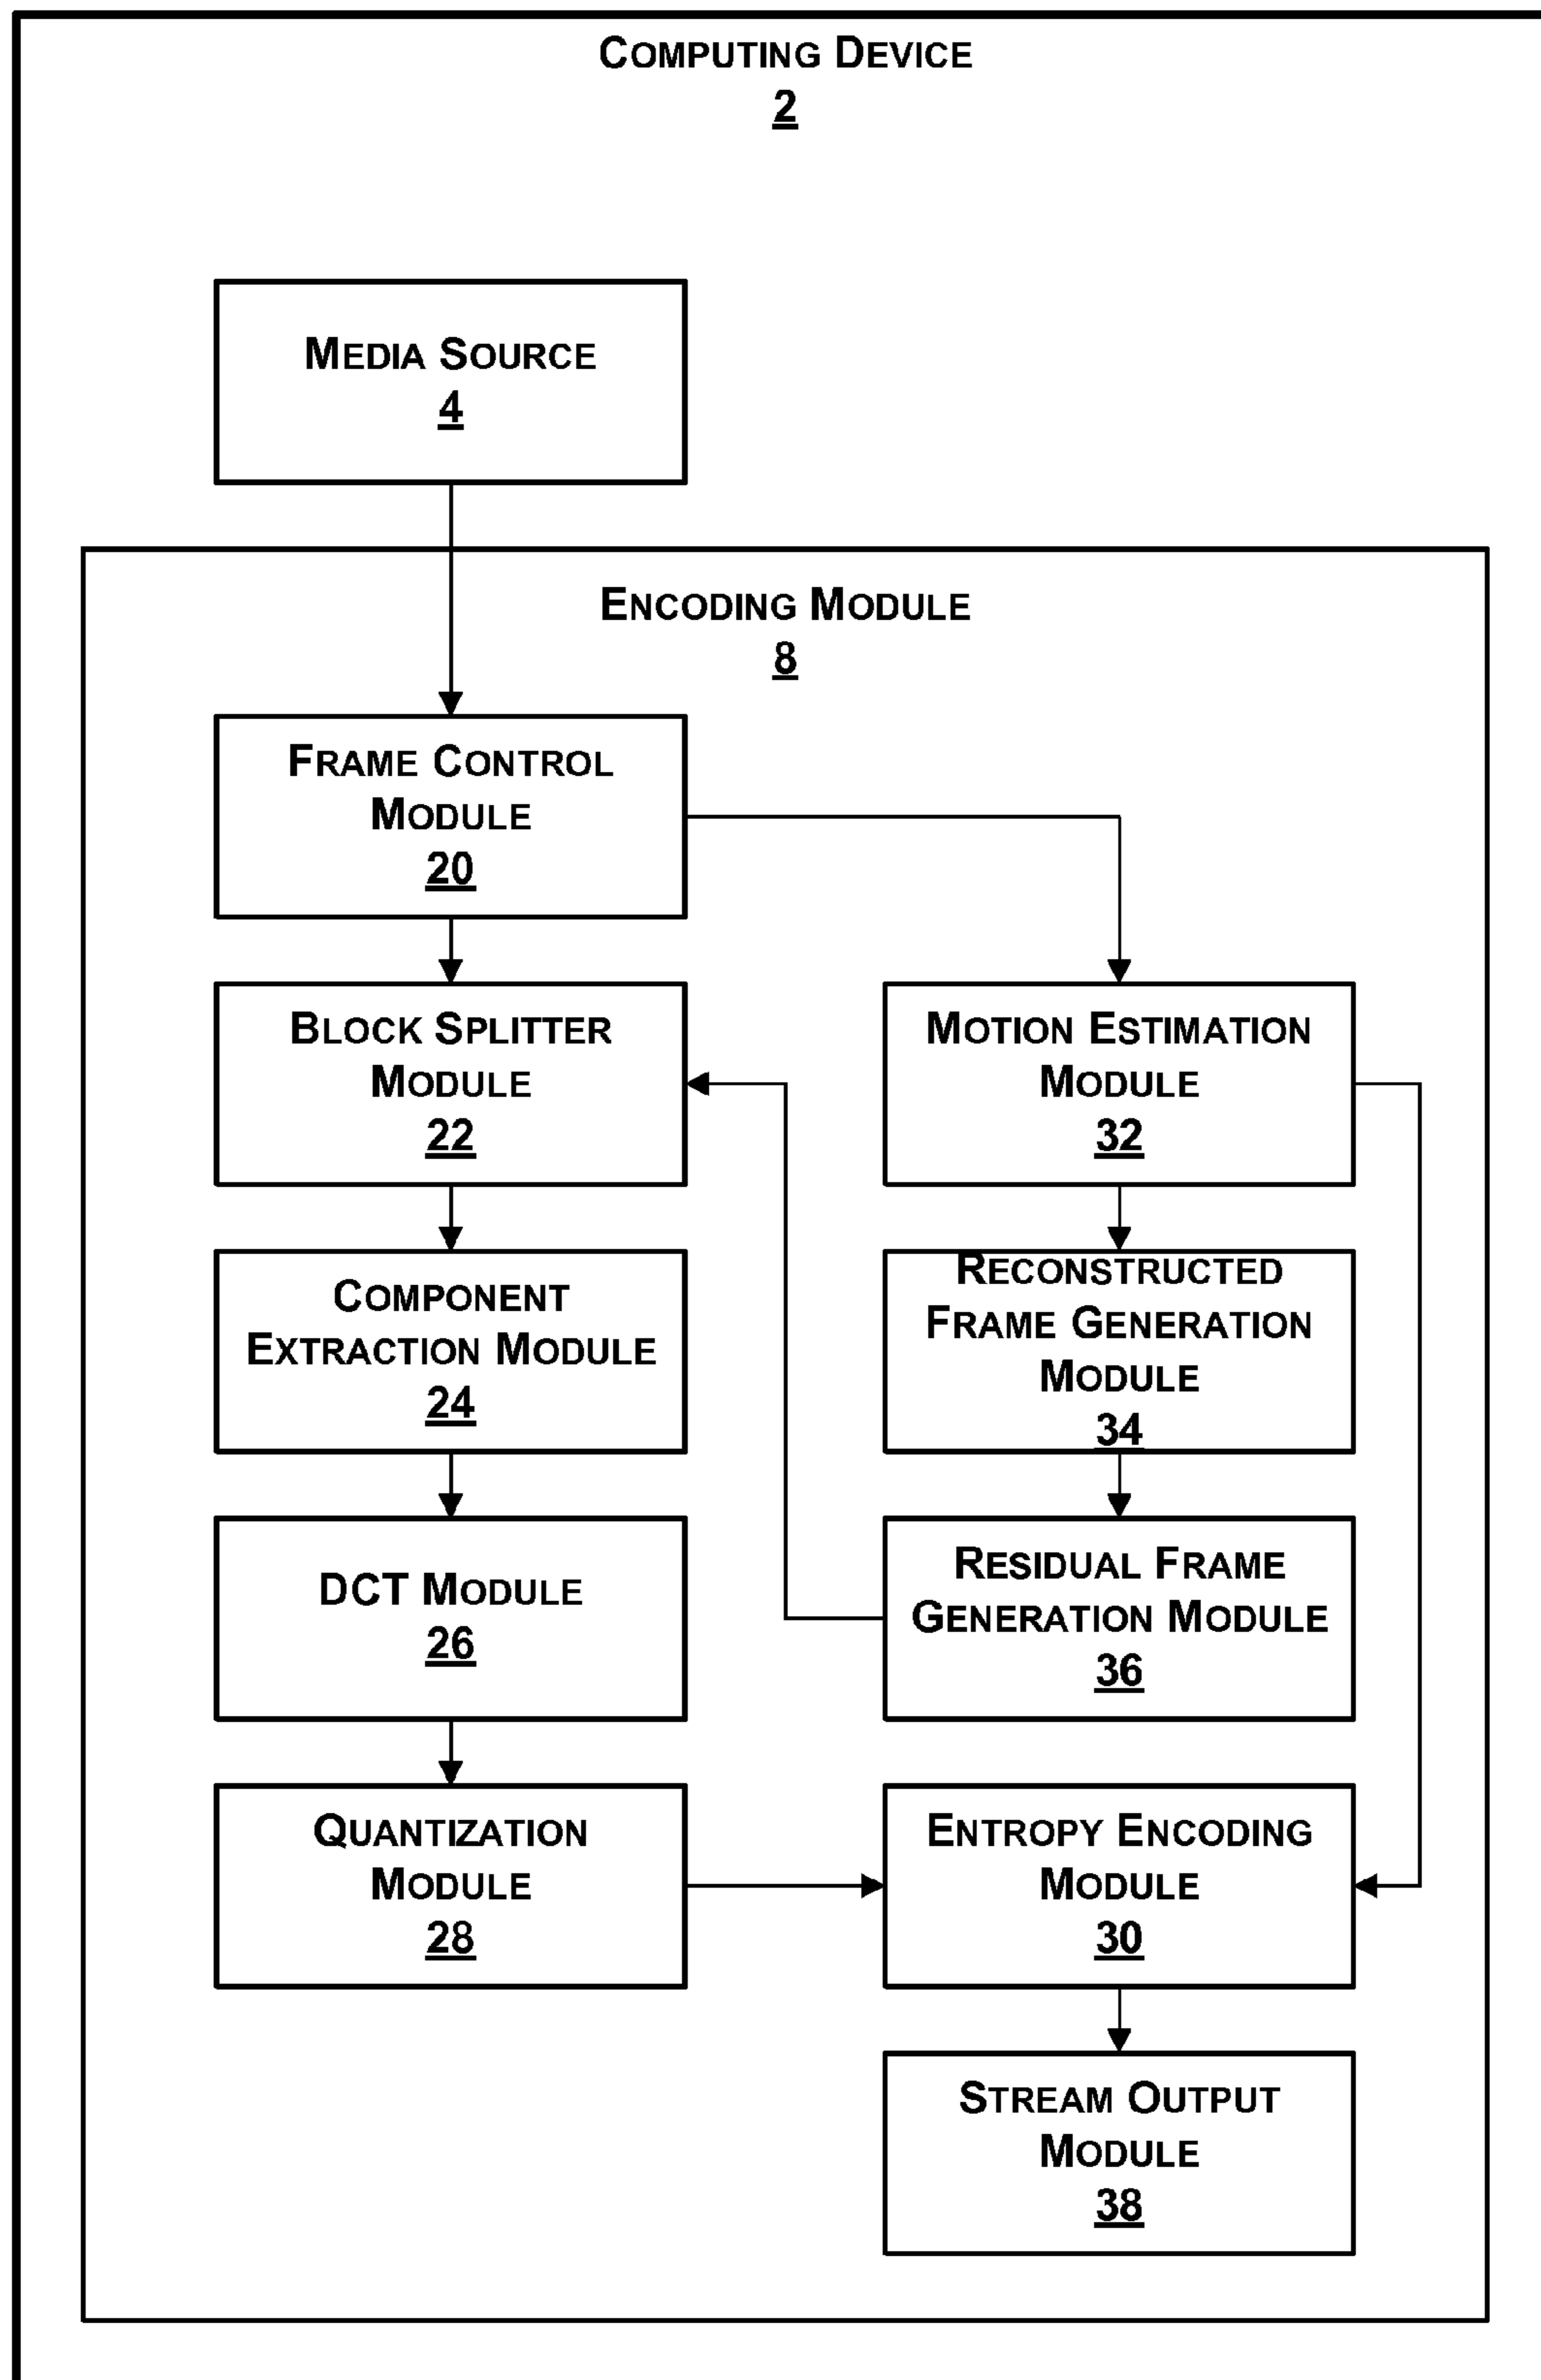 COMPUTING DEVICE
2
MEDIA SOURCE
4
ENCODING MODULE
8
FRAME CONTROL
MODULE
20
BLOCK SPLITTER
MODULE
22
MOTION ESTIMATION
MODULE
32
COMPONENT
EXTRACTION MODULE
24
RECONSTRUCTED
FRAME GENERATION
MODULE
34
DCT MODULE
26
RESIDUAL FRAME
GENERATION MODULE
36
QUANTIZATION
MODULE
28
ENTROPY ENCODING
MODULE
30
STREAM OUTPUT
MODULE
38